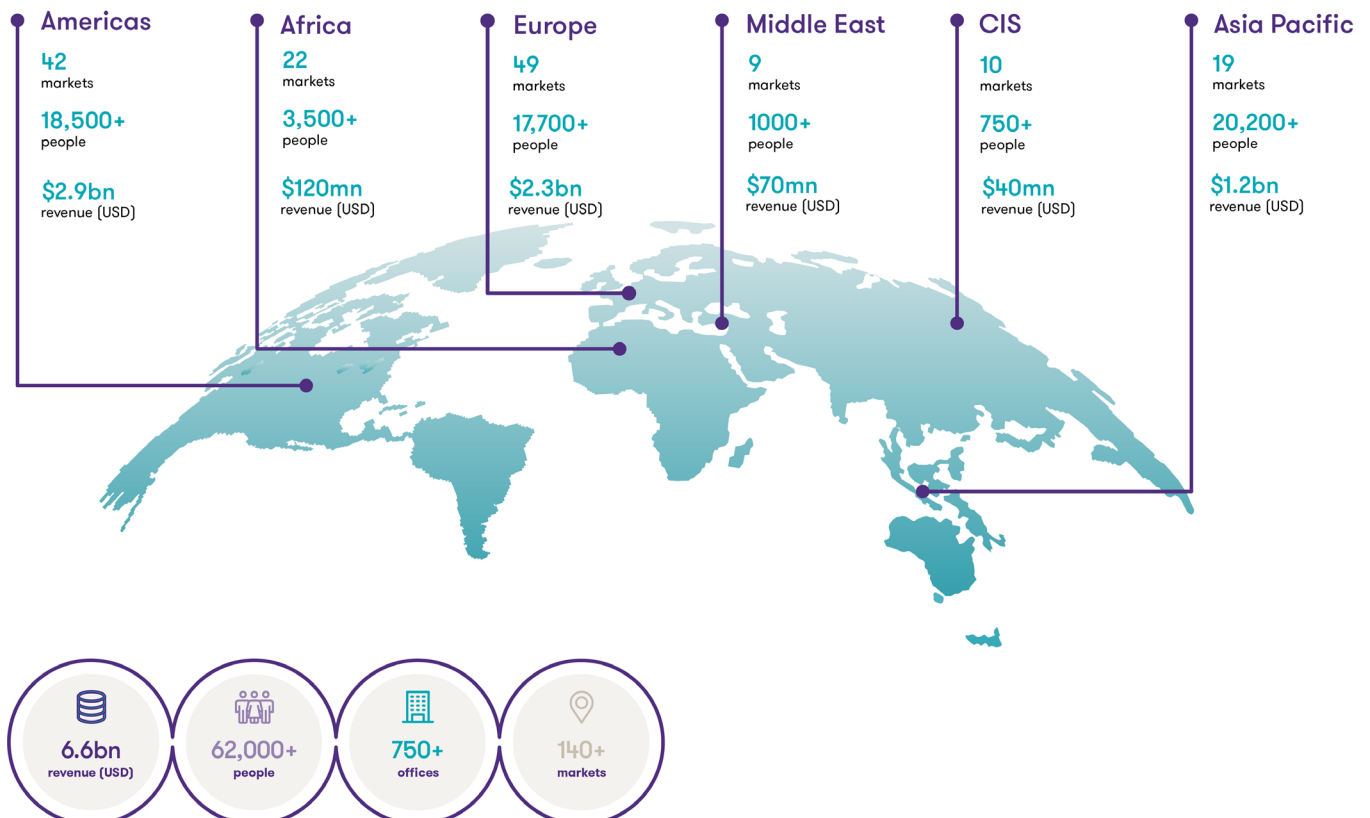 Americas
42
markets
18,500+
people
$2.9bn
revenue (USD)
Africa
22
markets
3,500+
people
$120mn
revenue (USD)
Europe
49
markets
17,700+
people
$2.3bn
revenue (USD)
Middle East
9
markets
1000+
people
$70mn
revenue (USD)
CIS
10
markets
750+
people
$40mn
revenue (USD)
Asia Pacific
19
markets
20,200+
people
$1.2bn
revenue (USD)
6.6bn
revenue (USD)
62,000+
people
750+
offices
140+
markets